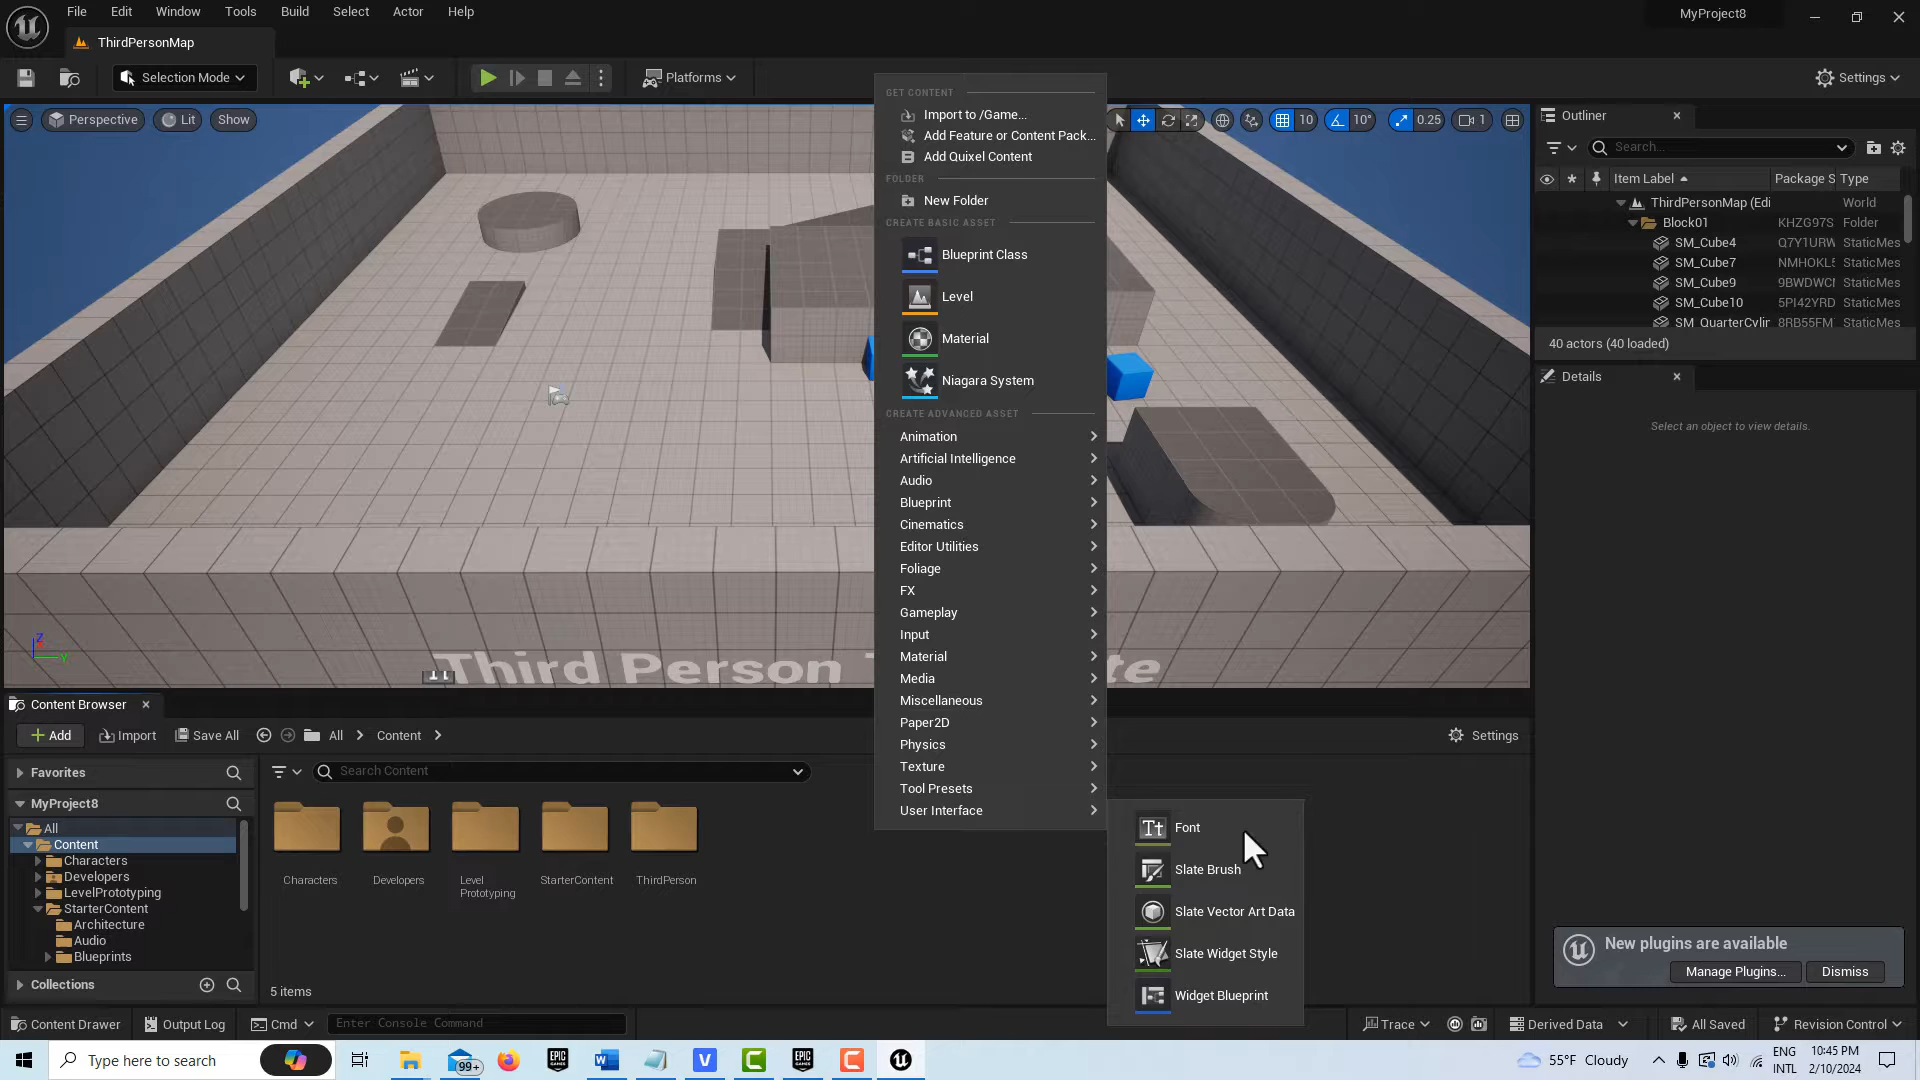 File Edit Window Tools Build Select Actor Help
MyProject8
ThirdPersonMap
Selection Mode
Platforms
Settings
Perspective
Lit
Show
10
10°
0.25
1
GET CONTENT
Import to /Game...
Add Feature or Content Pack...
Add Quixel Content
FOLDER
New Folder
CREATE BASIC ASSET
Blueprint Class
Level
Material
Niagara System
CREATE ADVANCED ASSET
Animation
Artificial Intelligence
Audio
Blueprint
Cinematics
Editor Utilities
Foliage
FX
Gameplay
Input
Material
Media
Miscellaneous
Paper2D
Physics
Texture
Tool Presets
User Interface
Font
Slate Brush
Slate Vector Art Data
Slate Widget Style
Widget Blueprint
Z
Y
Third Person T
te
Outliner
Search...
Item Label Package S Type
ThirdPersonMap (Edi World
Block01 KHZG97S Folder
SM_Cube4 Q7Y1URW StaticMes
SM_Cube7 NMHOKL StaticMes
SM_Cube9 9BWDWC StaticMes
SM_Cube10 5PI42YRD StaticMes
SM_QuarterCylin 8RB55FM StaticMes
40 actors (40 loaded)
Details
Select an object to view details.
Content Browser
Add
Import
Save All
All
Content
Settings
Favorites
MyProject8
All
Content
Characters
Developers
LevelPrototyping
StarterContent
Architecture
Audio
Blueprints
Collections
Search Content
Characters
Developers
Level
Prototyping
StarterContent
ThirdPerson
5 items
New plugins are available
Manage Plugins...
Dismiss
Content Drawer
Output Log
Cmd
Enter Console Command
Trace
Derived Data
All Saved
Revision Control
Type here to search
99+
55°F Cloudy
ENG
INTL
10:45 PM
2/10/2024